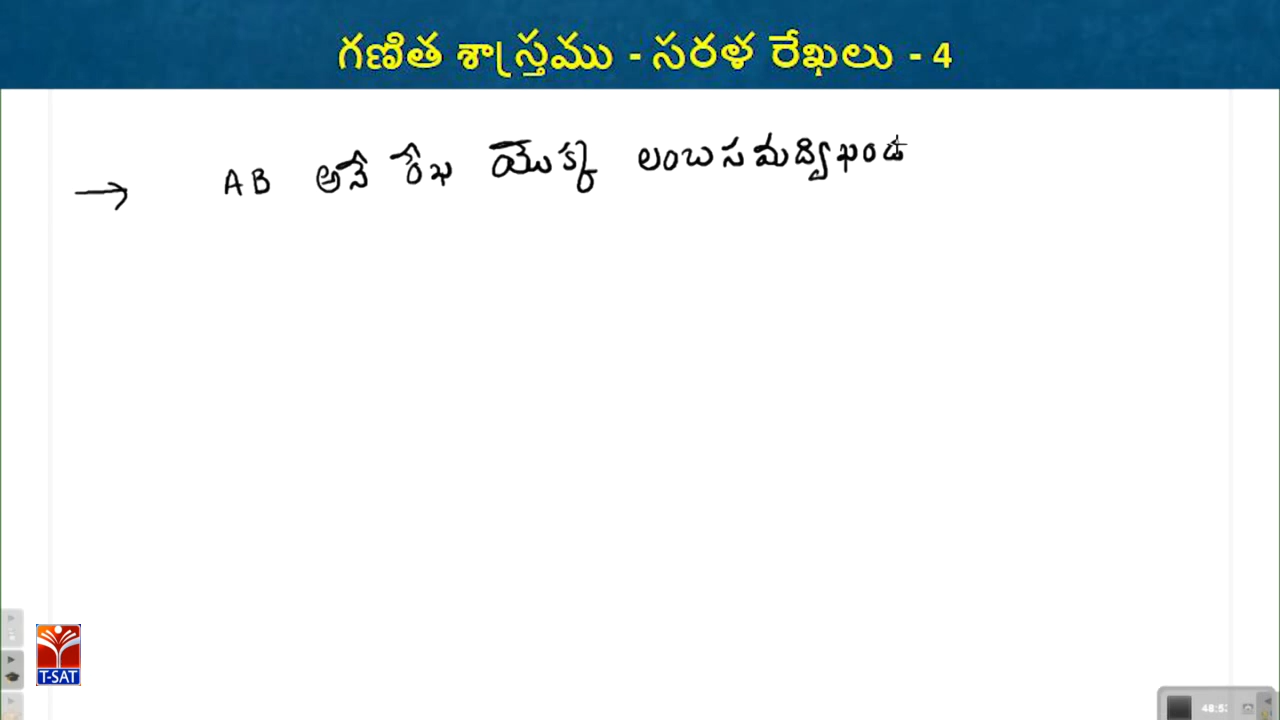 గణిత శాస్త్రము - సరళ రేఖలు - 4
→ AB అనే రేఖ యొక్క లంబసమద్విఖండ
T-SAT